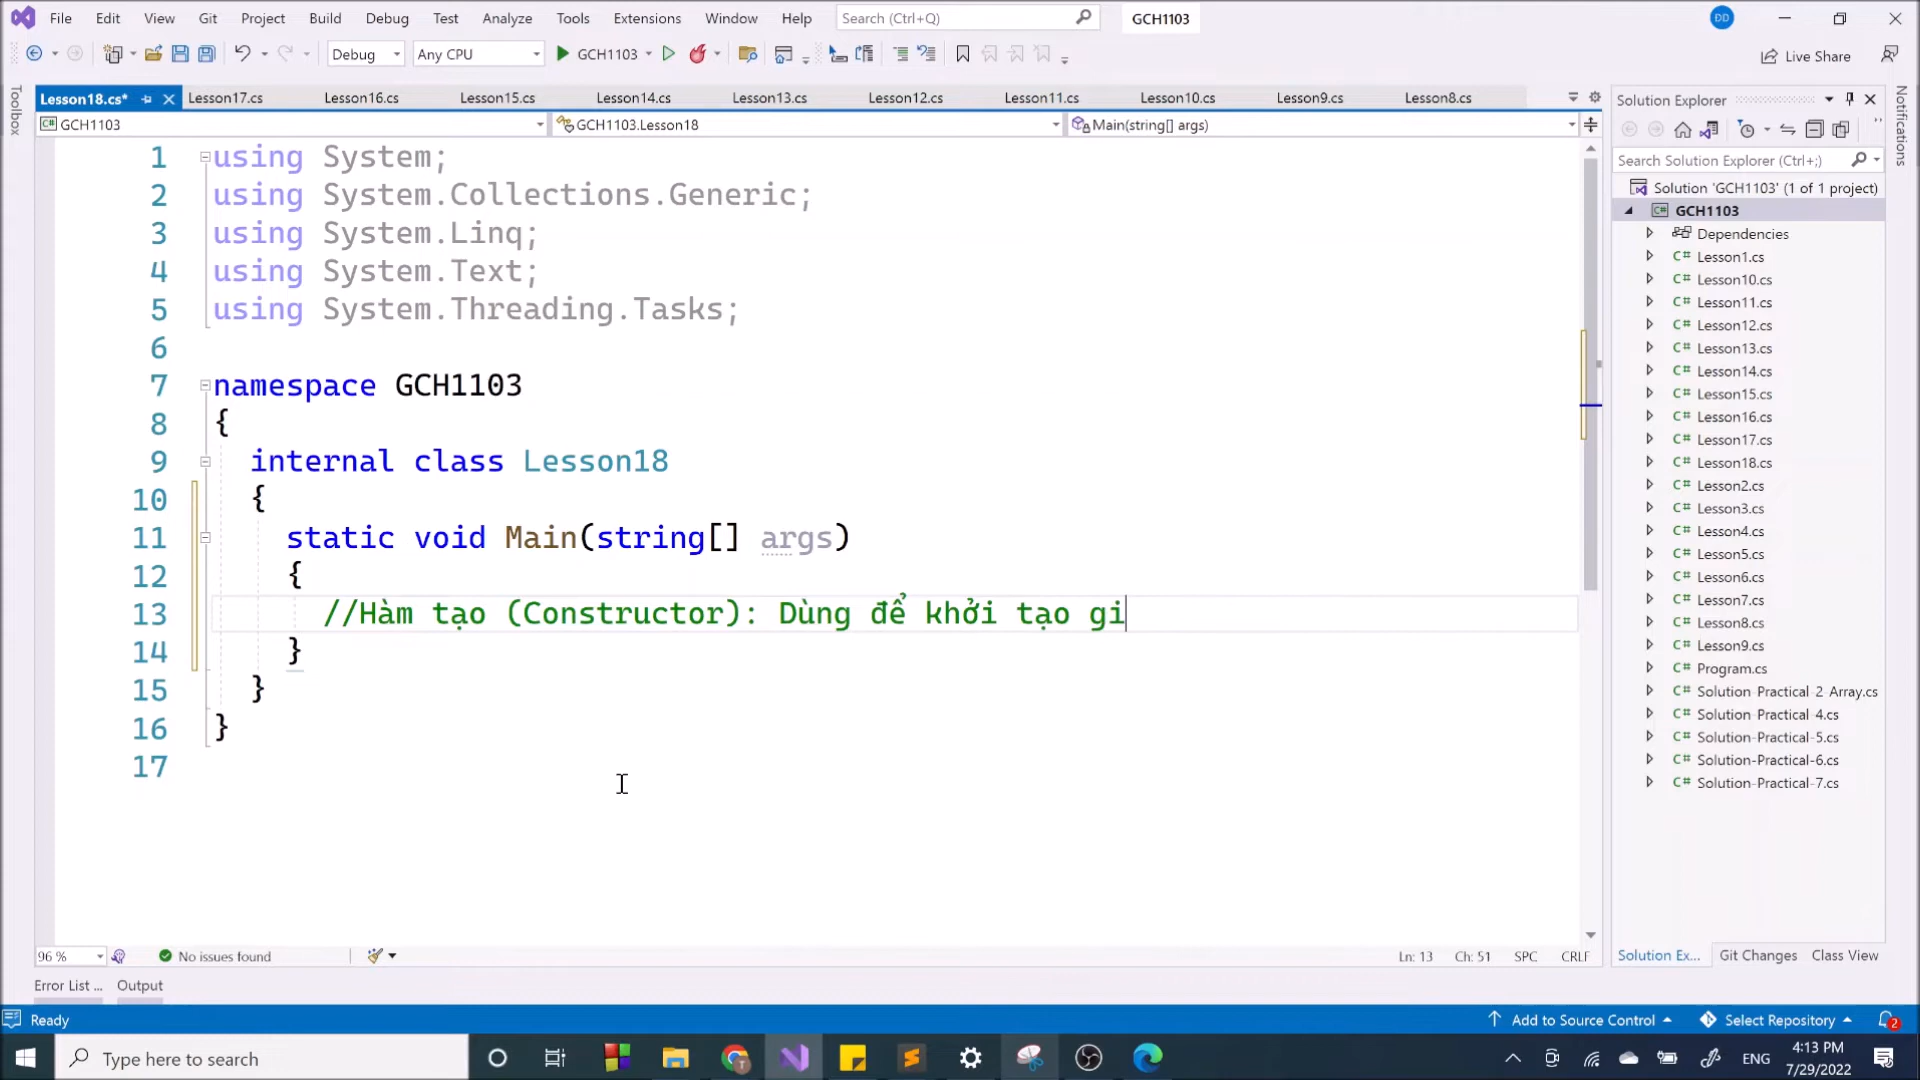 File Edit View Git Project Build Debug Test Analyze Tools Extensions Window Help Search (Ctrl+Q) GCH1103 DD
Debug Any CPU GCH1103 Live Share
Lesson18.cs* Lesson17.cs Lesson16.cs Lesson15.cs Lesson14.cs Lesson13.cs Lesson12.cs Lesson11.cs Lesson10.cs Lesson9.cs Lesson8.cs
GCH1103 GCH1103.Lesson18 Main(string[] args)
Toolbox
1 using System;
2 using System.Collections.Generic;
3 using System.Linq;
4 using System.Text;
5 using System.Threading.Tasks;
6
7 namespace GCH1103
8 {
9 internal class Lesson18
10 {
11 static void Main(string[] args)
12 {
13 //Hàm tạo (Constructor): Dùng để khởi tạo gi
14 }
15 }
16 }
17
96 % No issues found Ln: 13 Ch: 51 SPC CRLF
Error List ... Output
Solution Explorer
Search Solution Explorer (Ctrl+;)
Solution 'GCH1103' (1 of 1 project)
C# GCH1103
Dependencies
C# Lesson1.cs
C# Lesson10.cs
C# Lesson11.cs
C# Lesson12.cs
C# Lesson13.cs
C# Lesson14.cs
C# Lesson15.cs
C# Lesson16.cs
C# Lesson17.cs
C# Lesson18.cs
C# Lesson2.cs
C# Lesson3.cs
C# Lesson4.cs
C# Lesson5.cs
C# Lesson6.cs
C# Lesson7.cs
C# Lesson8.cs
C# Lesson9.cs
C# Program.cs
C# Solution-Practical-2 Array.cs
C# Solution-Practical-4.cs
C# Solution-Practical-5.cs
C# Solution-Practical-6.cs
C# Solution-Practical-7.cs
Solution Ex... Git Changes Class View
Notifications
Ready Add to Source Control Select Repository 2
Type here to search ENG 4:13 PM
7/29/2022